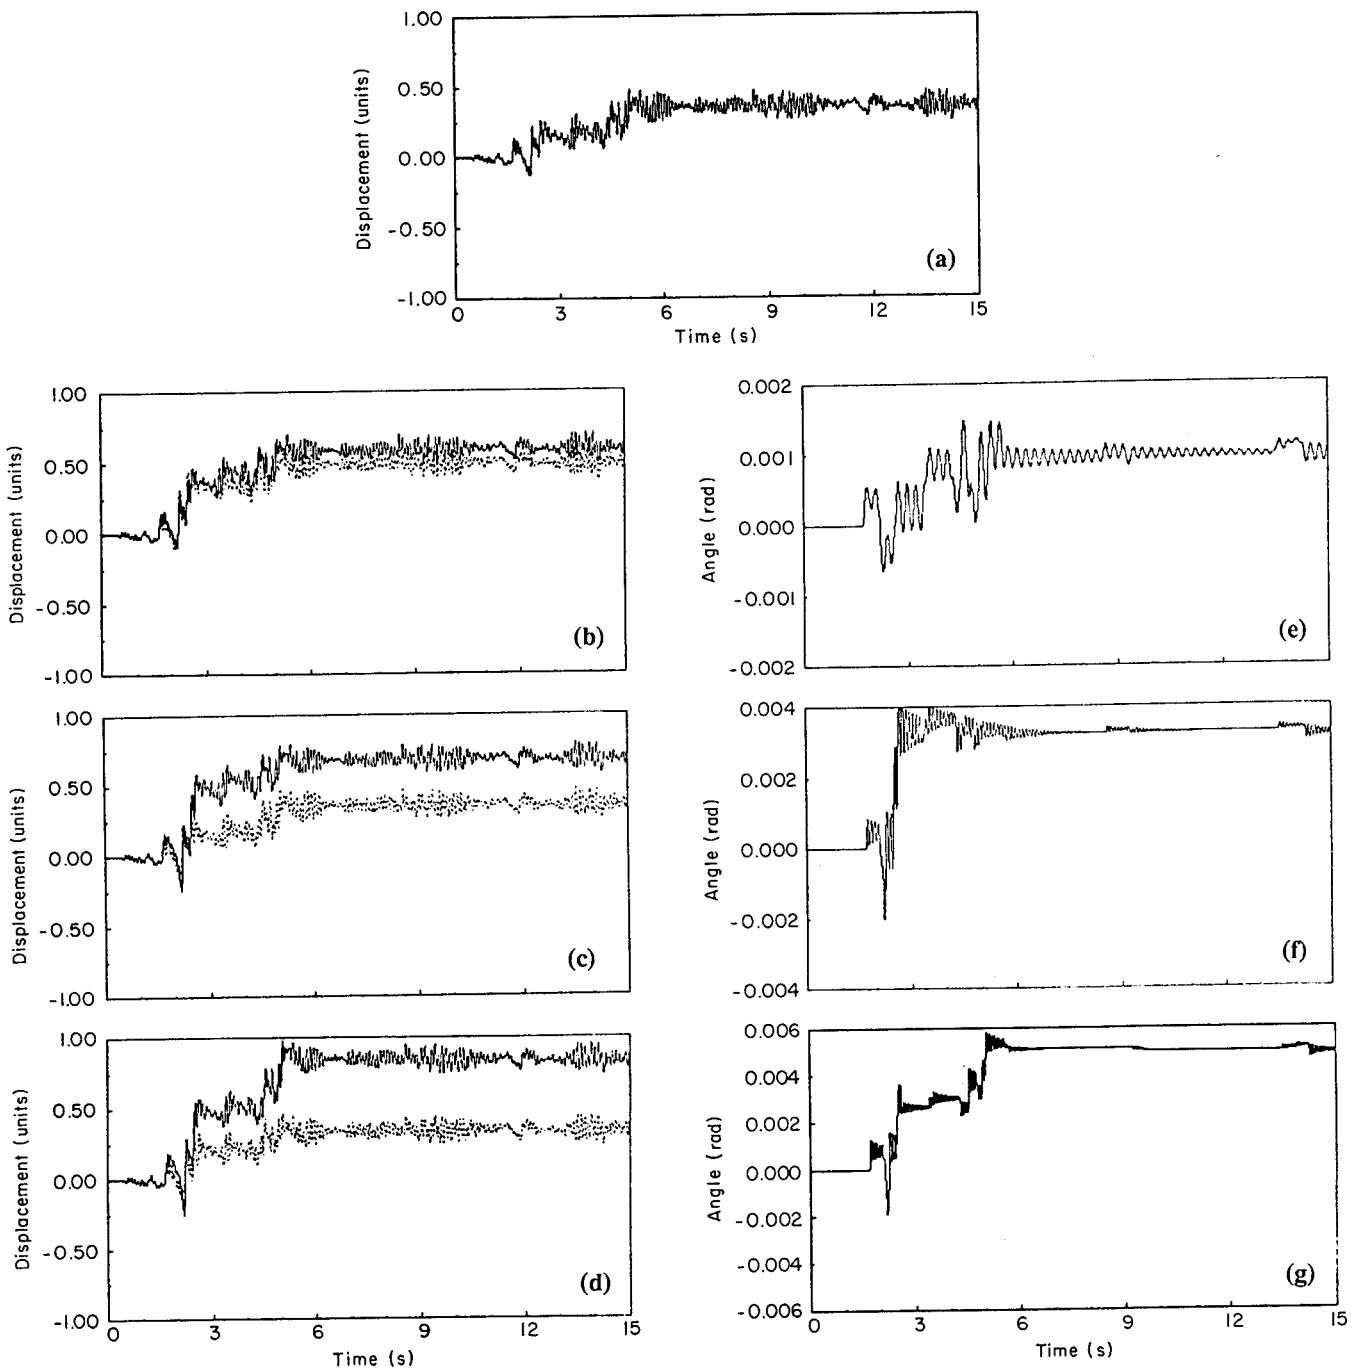 1.00
0.50
0.00
-0.50
-1.00
Displacement (units)
(a)
0 3 6 9 12 15
Time (s)
1.00
0.50
0.00
-0.50
-1.00
Displacement (units)
(b)
0.002
0.001
0.000
-0.001
-0.002
Angle (rad)
(e)
1.00
0.50
0.00
-0.50
-1.00
Displacement (units)
(c)
0.004
0.002
0.000
-0.002
-0.004
Angle (rad)
(f)
1.00
0.50
0.00
-0.50
-1.00
Displacement (units)
(d)
0 3 6 9 12 15
Time (s)
0.006
0.004
0.002
0.000
-0.002
-0.004
-0.006
Angle (rad)
(g)
0 3 6 9 12 15
Time (s)